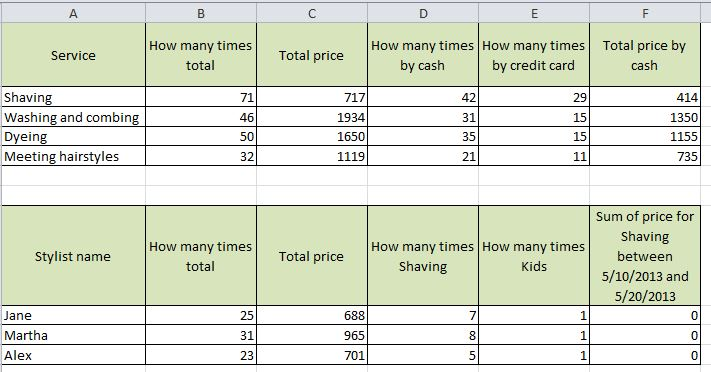 A B C D E F
Service How many times total Total price How many times by cash How many times by credit card Total price by cash
Shaving 71 717 42 29 414
Washing and combing 46 1934 31 15 1350
Dyeing 50 1650 35 15 1155
Meeting hairstyles 32 1119 21 11 735
Stylist name How many times total Total price How many times Shaving How many times Kids Sum of price for Shaving between 5/10/2013 and 5/20/2013
Jane 25 688 7 1 0
Martha 31 965 8 1 0
Alex 23 701 5 1 0